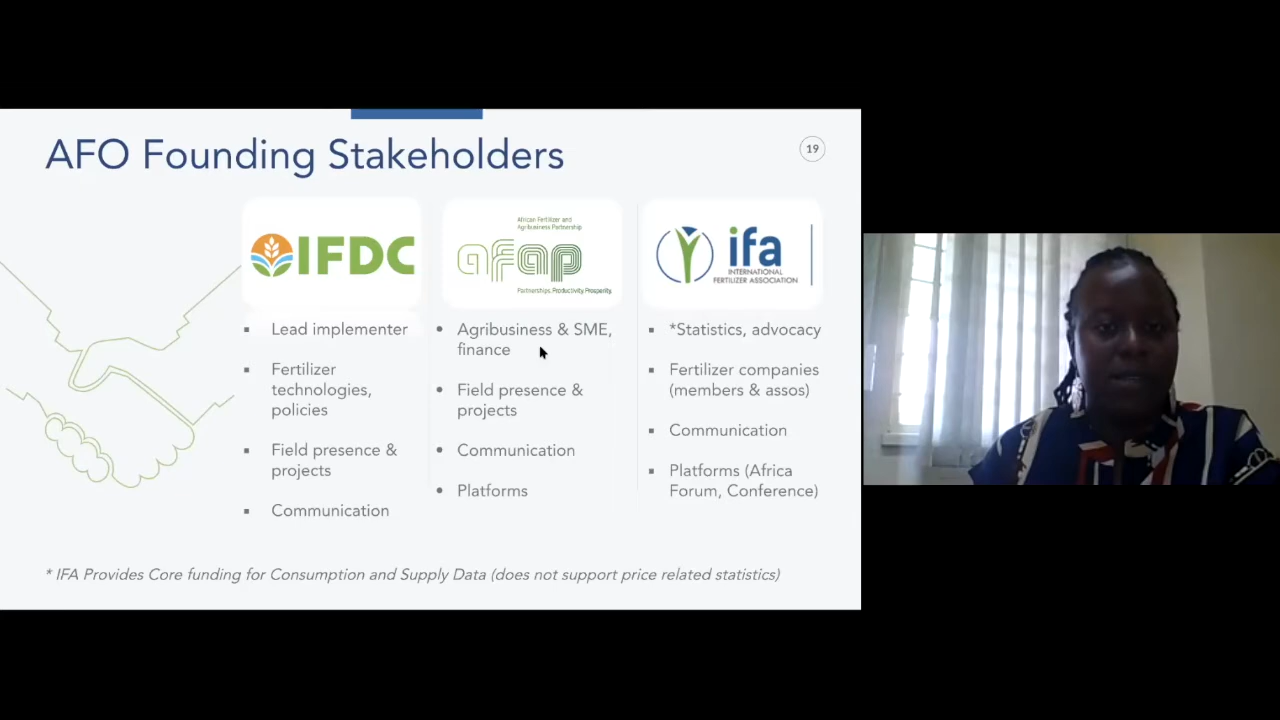 AFO Founding Stakeholders
19
IFDC
African Fertilizer and
Agribusiness Partnership
afap
Partnerships. Productivity. Prosperity.
ifa
INTERNATIONAL
FERTILIZER ASSOCIATION
▪ Lead implementer
▪ Fertilizer
technologies,
policies
▪ Field presence &
projects
▪ Communication
• Agribusiness & SME,
finance
• Field presence &
projects
• Communication
• Platforms
▪ *Statistics, advocacy
▪ Fertilizer companies
(members & assos)
▪ Communication
▪ Platforms (Africa
Forum, Conference)
* IFA Provides Core funding for Consumption and Supply Data (does not support price related statistics)